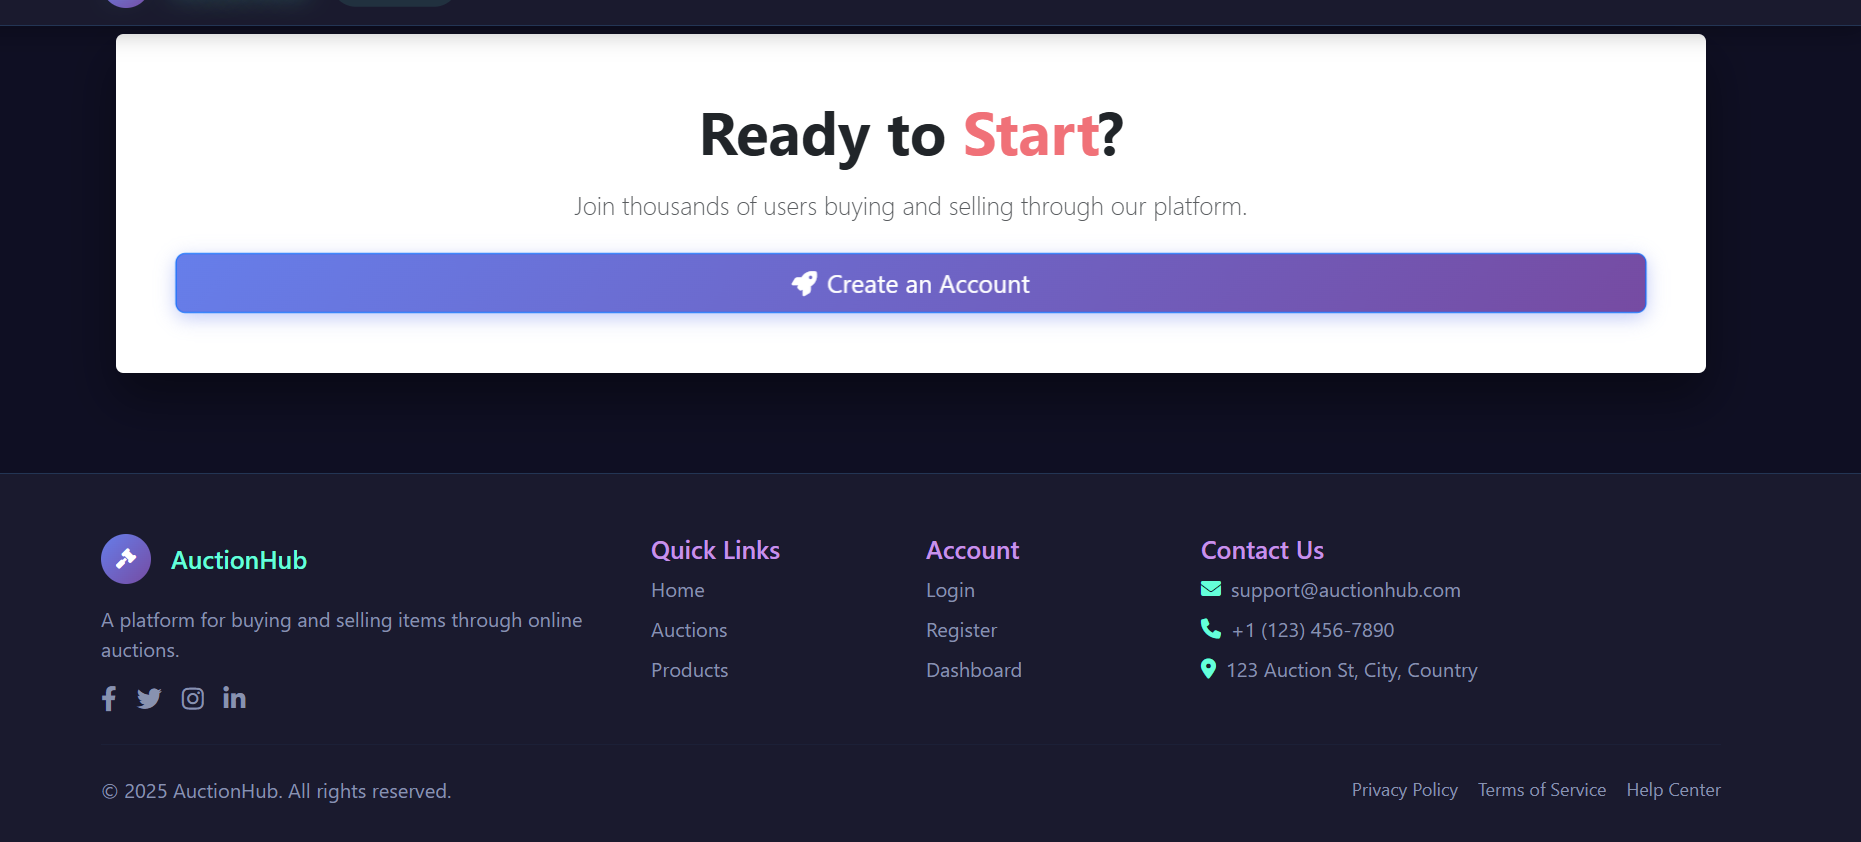 Ready to Start?
Join thousands of users buying and selling through our platform.
Create an Account
AuctionHub
A platform for buying and selling items through online
auctions.
Quick Links
Home
Auctions
Products
Account
Login
Register
Dashboard
Contact Us
support@auctionhub.com
+1 (123) 456-7890
123 Auction St, City, Country
© 2025 AuctionHub. All rights reserved.
Privacy Policy
Terms of Service
Help Center